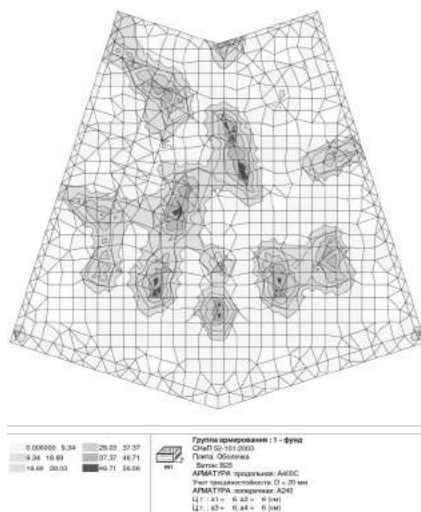 0.000000 9.34
9.34 18.69
18.69 28.03
28.03 37.37
37.37 46.71
46.71 56.06
Группа армирования : 1 - фунд
СНиП 52-101-2003
Плита. Оболочка
Бетон: B25
АРМАТУРА :продольная: A400C
Учет трещиностойкости. D = 20 мм
АРМАТУРА :поперечная: A240
Ц.т. : a1 = 6, a2 = 6 (см)
Ц.т. : a3 = 6, a4 = 6 (см)